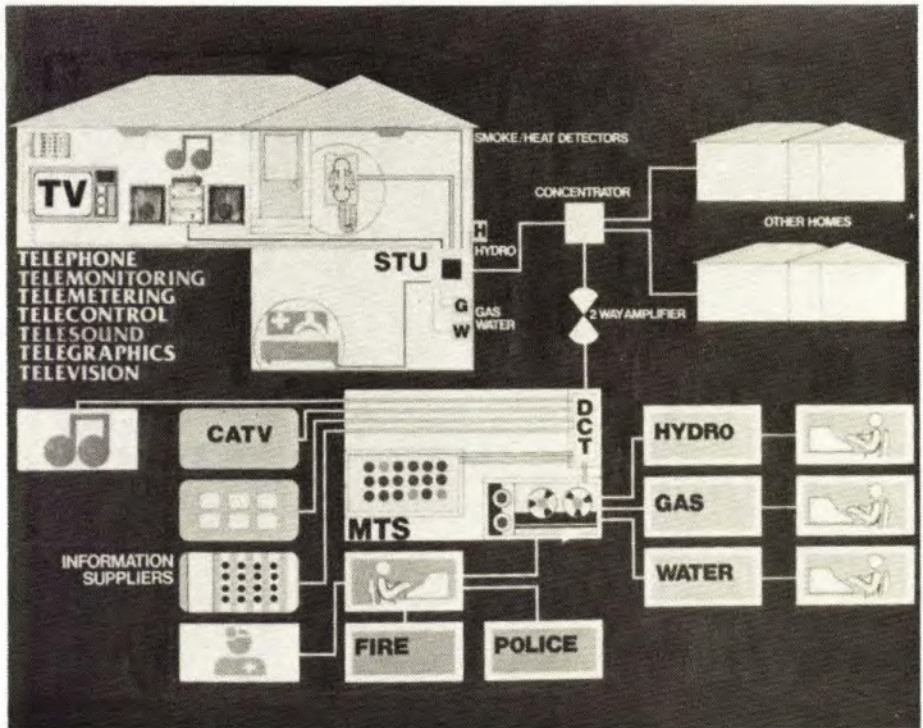 SMOKE/HEAT DETECTORS
TV
CONCENTRATOR
OTHER HOMES
H
HYDRO
STU
TELEPHONE
TELEMONITORING
TELEMETERING
TELECONTROL
TELESOUND
TELEGRAPHICS
TELEVISION
G
W
GAS
WATER
2 WAY AMPLIFIER
DCT
CATV
HYDRO
GAS
MTS
INFORMATION
SUPPLIERS
WATER
FIRE
POLICE